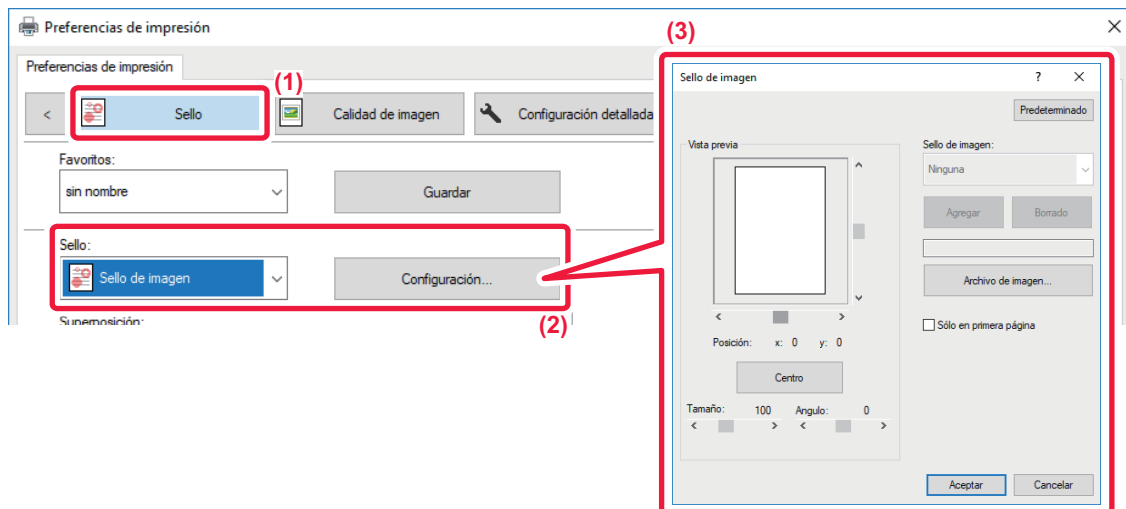 Preferencias de impresión
Preferencias de impresión
(1)
< Sello Calidad de imagen Configuración detallada
Favoritos:
sin nombre Guardar
Sello:
Sello de imagen Configuración...
(2)
Superposición:
(3)
Sello de imagen ? ×
Predeterminado
Vista previa
Sello de imagen:
Ninguna
Agregar Borrado
Archivo de imagen...
Sólo en primera página
Posición: x: 0 y: 0
Centro
Tamaño: 100 Angulo: 0
Aceptar Cancelar